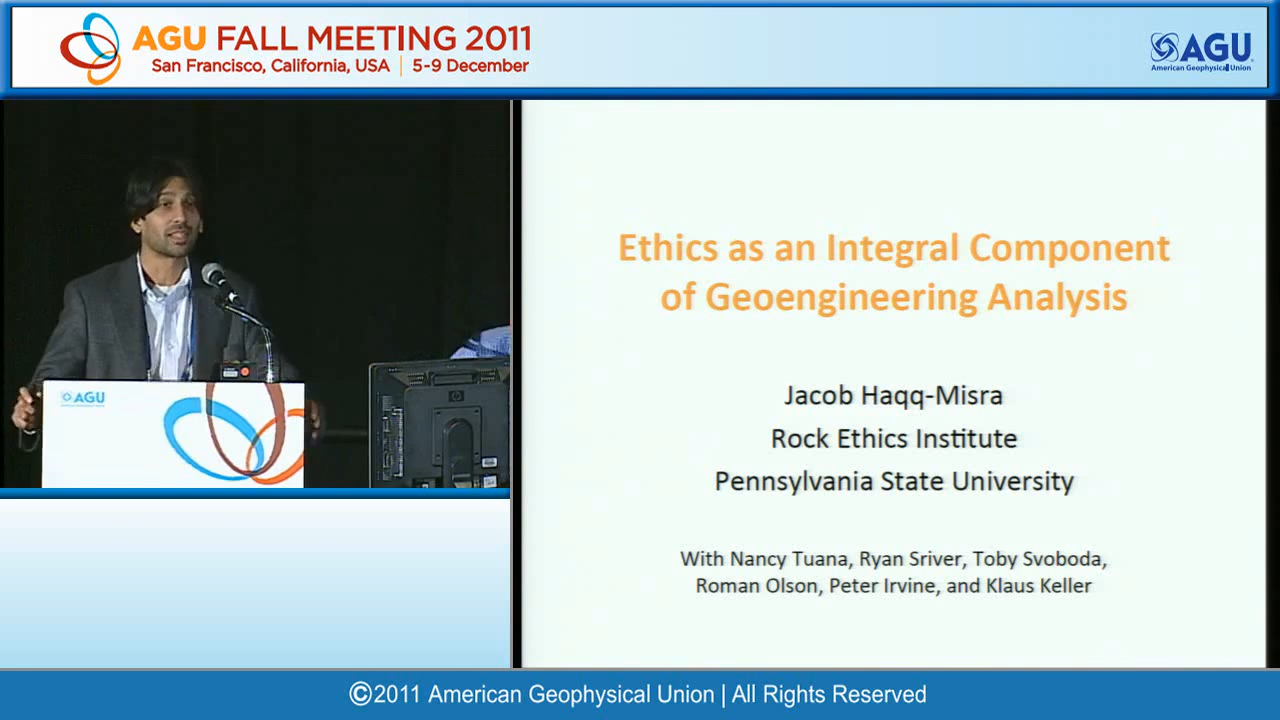 AGU FALL MEETING 2011
San Francisco, California, USA | 5-9 December
AGU
American Geophysical Union
AGU
Ethics as an Integral Component
of Geoengineering Analysis
Jacob Haqq-Misra
Rock Ethics Institute
Pennsylvania State University
With Nancy Tuana, Ryan Sriver, Toby Svoboda,
Roman Olson, Peter Irvine, and Klaus Keller
©2011 American Geophysical Union | All Rights Reserved